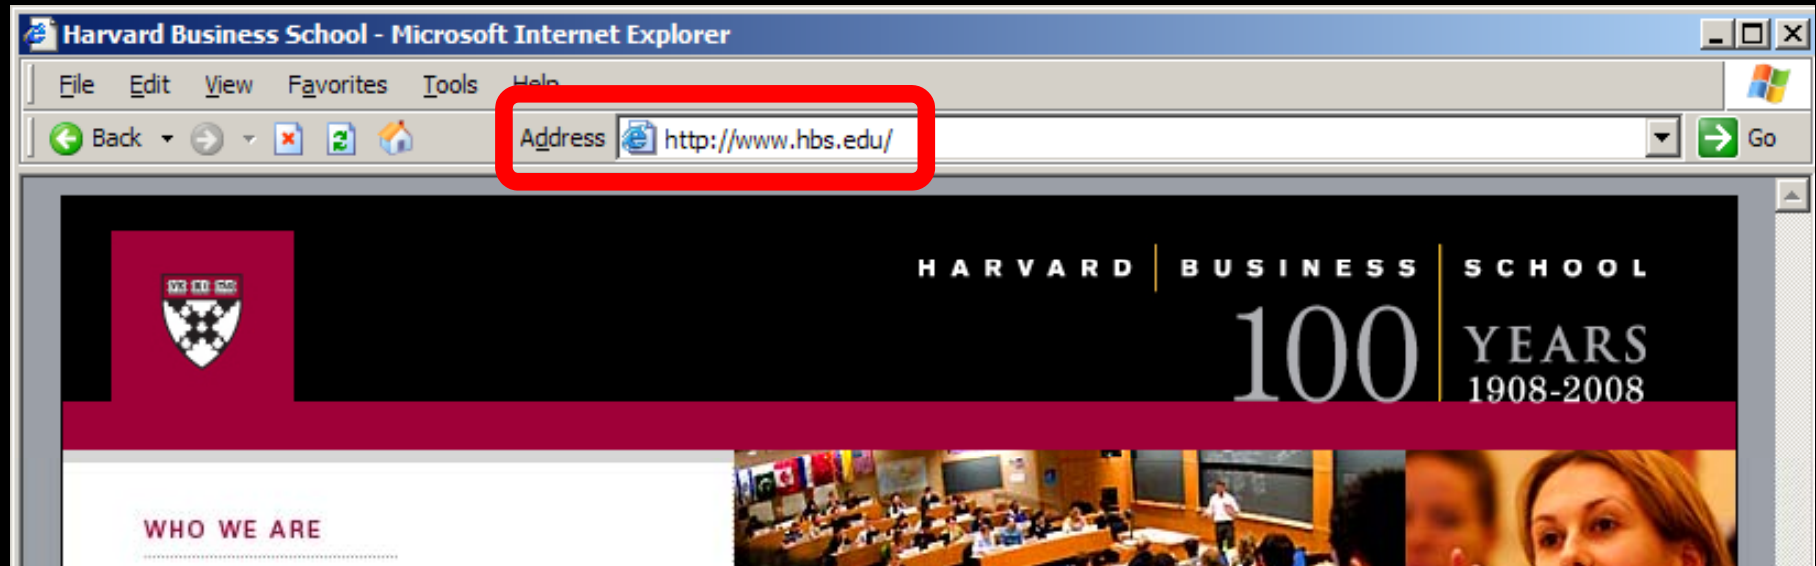 Harvard Business School - Microsoft Internet Explorer
File Edit View Favorites Tools Help
Back Address http://www.hbs.edu/ Go
HARVARD BUSINESS SCHOOL
100 YEARS
1908-2008
WHO WE ARE